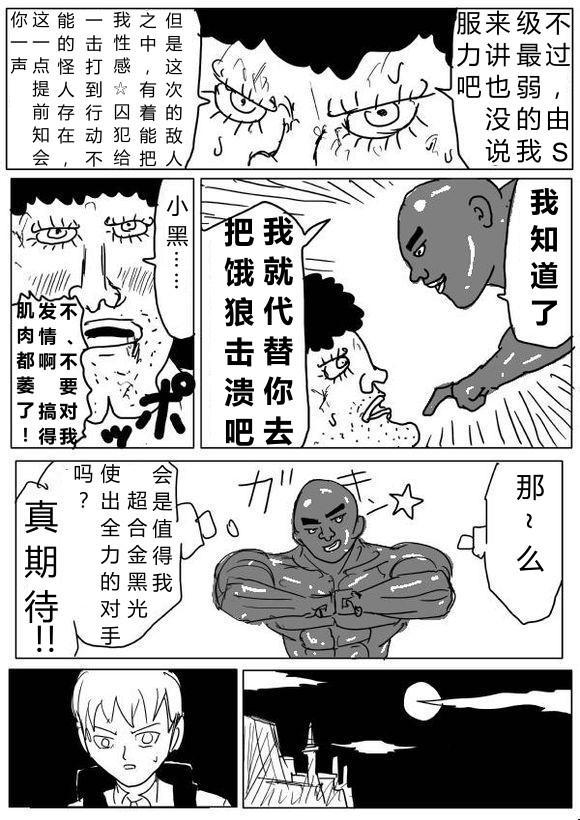 不过，由S
级最弱的我
来讲也没说
服力吧
但是这次的敌人
之中，有着能把
我性感☆囚犯给
一击打到行动不
能的怪人存在，
这一点提前知会
你一声
我知道了
我就代替你去
把饿狼击溃吧
小黑……
不、不要对我
发情啊　搞得
肌肉都萎了！
ポッ
那~么
ガキーン
会是值得我
超合金黑光
使出全力的对手
吗？
真期待!!